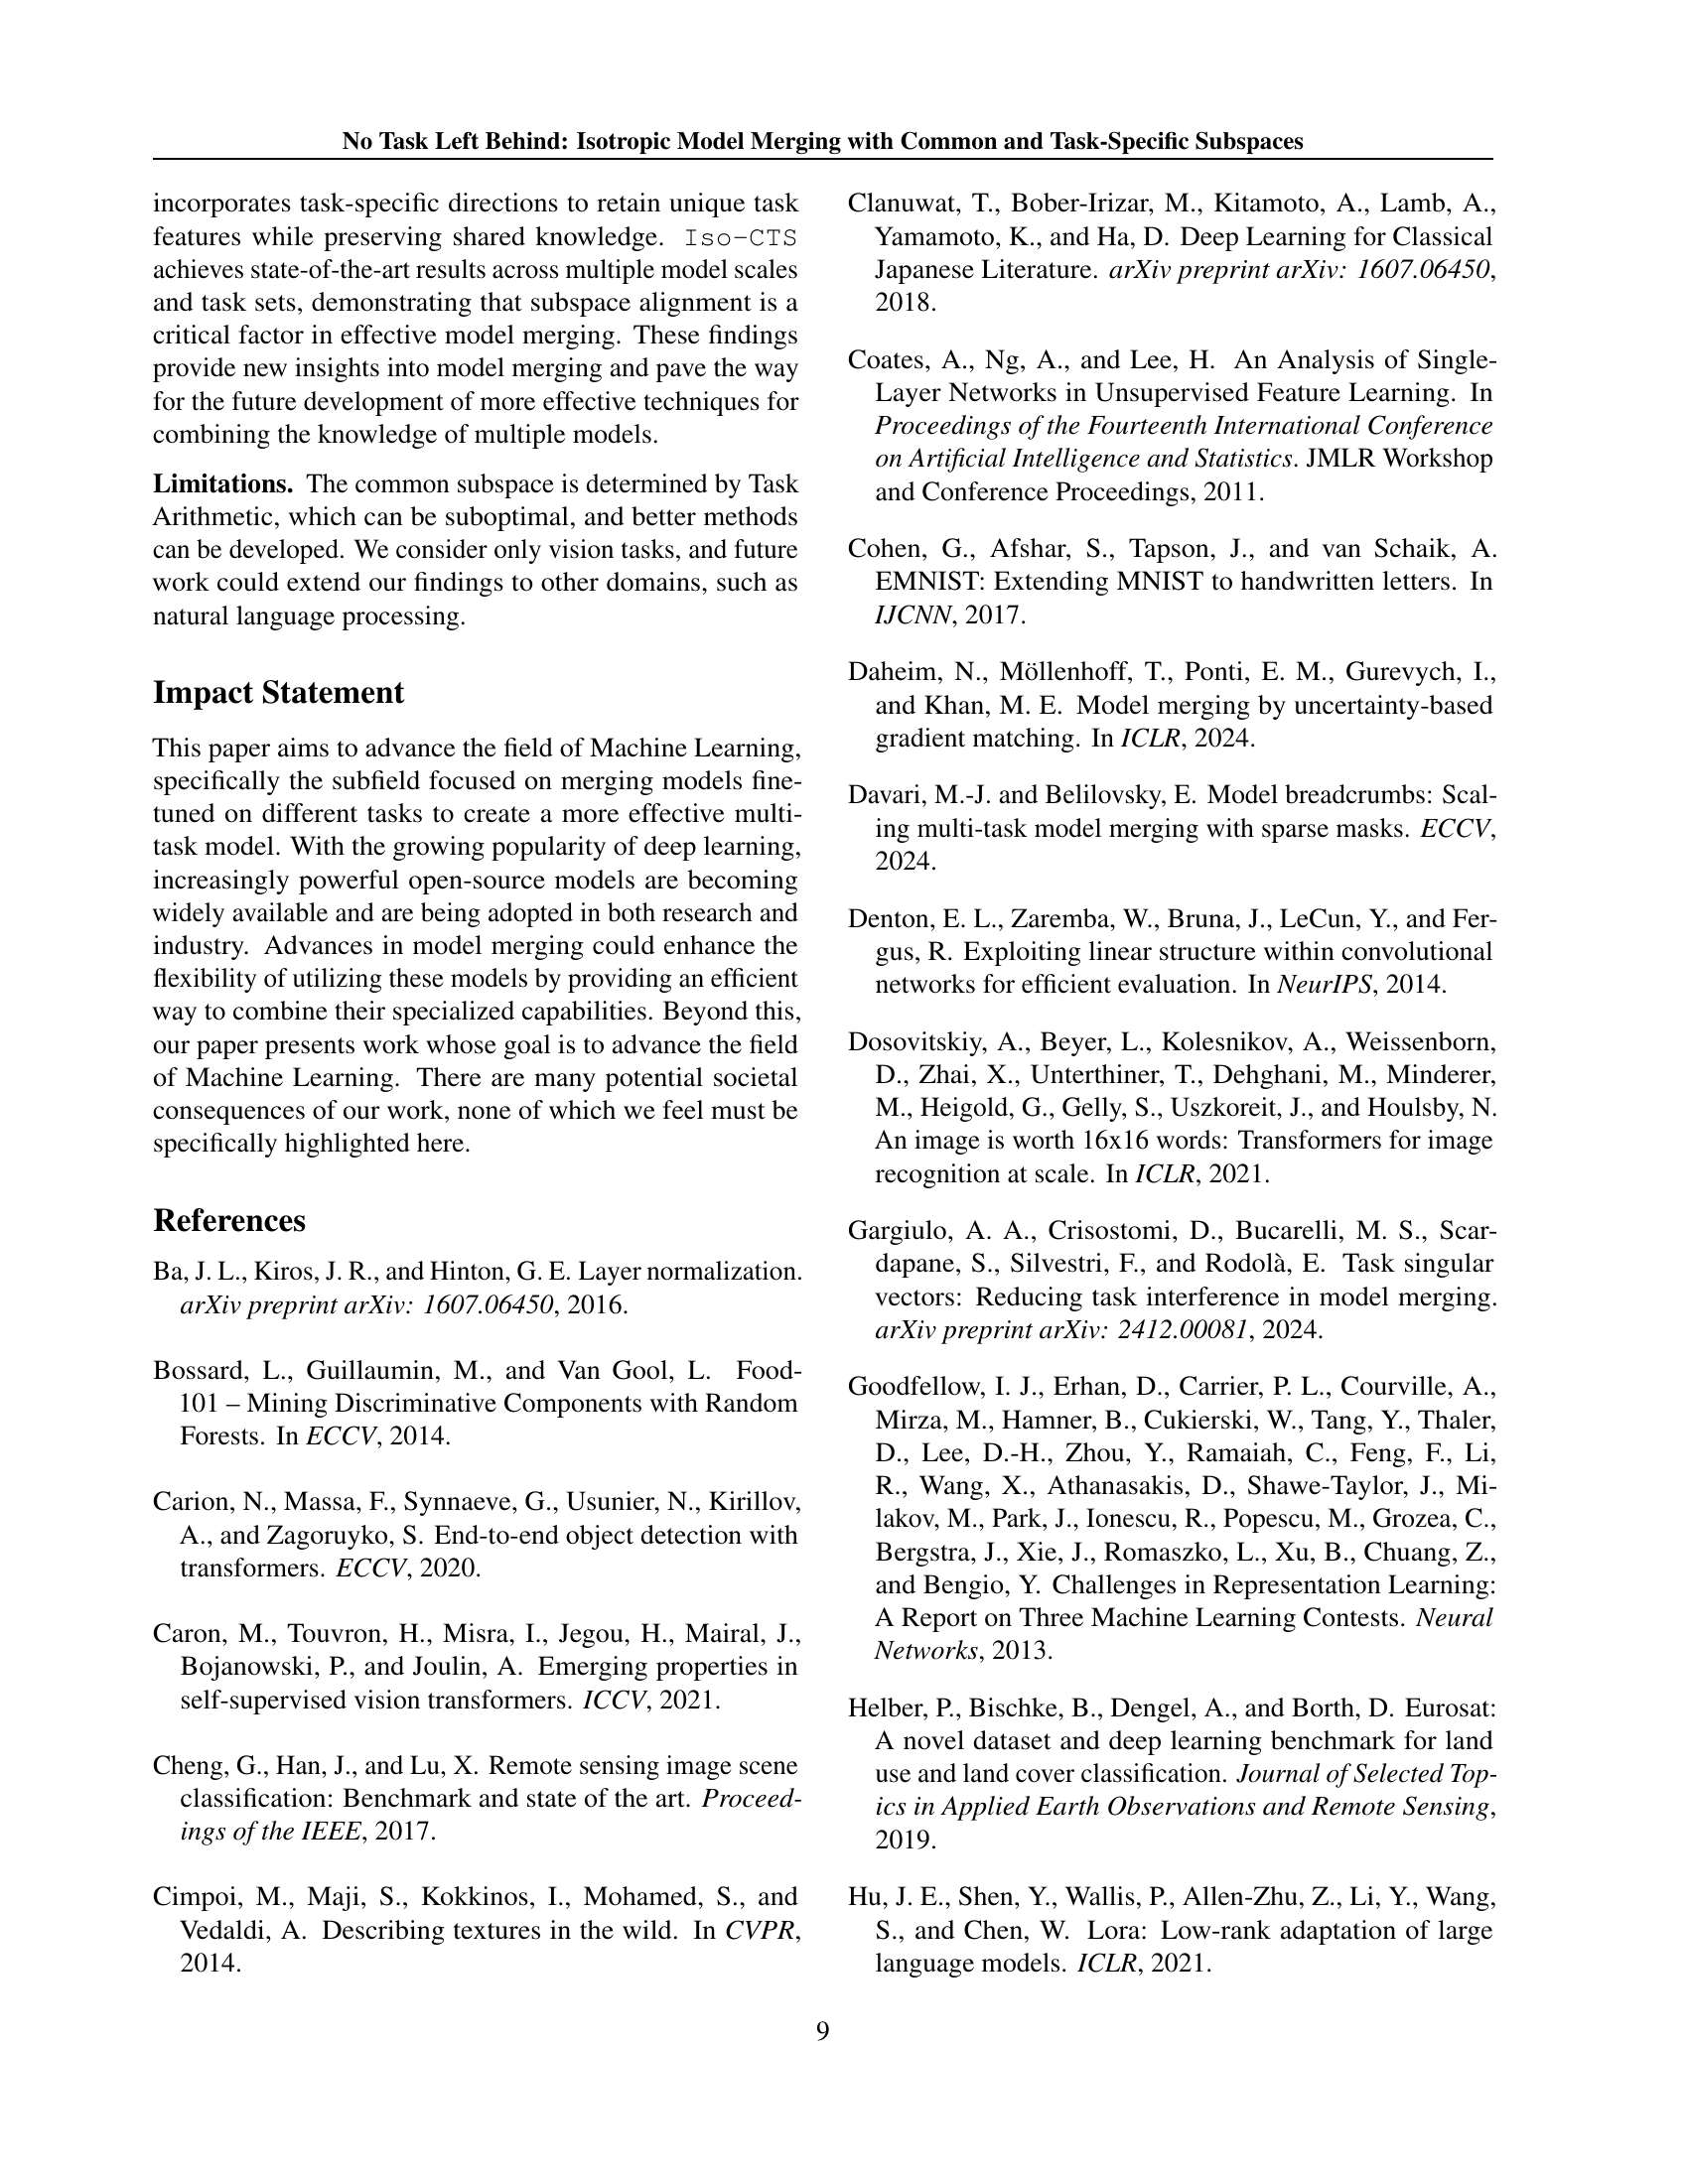 No Task Left Behind: Isotropic Model Merging with Common and Task-Specific Subspaces
incorporates task-specific directions to retain unique task
features while preserving shared knowledge. Iso-CTS
achieves state-of-the-art results across multiple model scales
and task sets, demonstrating that subspace alignment is a
critical factor in effective model merging. These findings
provide new insights into model merging and pave the way
for the future development of more effective techniques for
combining the knowledge of multiple models.
Limitations. The common subspace is determined by Task
Arithmetic, which can be suboptimal, and better methods
can be developed. We consider only vision tasks, and future
work could extend our findings to other domains, such as
natural language processing.
Impact Statement
This paper aims to advance the field of Machine Learning,
specifically the subfield focused on merging models fine-
tuned on different tasks to create a more effective multi-
task model. With the growing popularity of deep learning,
increasingly powerful open-source models are becoming
widely available and are being adopted in both research and
industry. Advances in model merging could enhance the
flexibility of utilizing these models by providing an efficient
way to combine their specialized capabilities. Beyond this,
our paper presents work whose goal is to advance the field
of Machine Learning. There are many potential societal
consequences of our work, none of which we feel must be
specifically highlighted here.
References
Ba, J. L., Kiros, J. R., and Hinton, G. E. Layer normalization.
arXiv preprint arXiv: 1607.06450, 2016.
Bossard, L., Guillaumin, M., and Van Gool, L. Food-
101 – Mining Discriminative Components with Random
Forests. In ECCV, 2014.
Carion, N., Massa, F., Synnaeve, G., Usunier, N., Kirillov,
A., and Zagoruyko, S. End-to-end object detection with
transformers. ECCV, 2020.
Caron, M., Touvron, H., Misra, I., Jegou, H., Mairal, J.,
Bojanowski, P., and Joulin, A. Emerging properties in
self-supervised vision transformers. ICCV, 2021.
Cheng, G., Han, J., and Lu, X. Remote sensing image scene
classification: Benchmark and state of the art. Proceed-
ings of the IEEE, 2017.
Cimpoi, M., Maji, S., Kokkinos, I., Mohamed, S., and
Vedaldi, A. Describing textures in the wild. In CVPR,
2014.
Clanuwat, T., Bober-Irizar, M., Kitamoto, A., Lamb, A.,
Yamamoto, K., and Ha, D. Deep Learning for Classical
Japanese Literature. arXiv preprint arXiv: 1607.06450,
2018.
Coates, A., Ng, A., and Lee, H. An Analysis of Single-
Layer Networks in Unsupervised Feature Learning. In
Proceedings of the Fourteenth International Conference
on Artificial Intelligence and Statistics. JMLR Workshop
and Conference Proceedings, 2011.
Cohen, G., Afshar, S., Tapson, J., and van Schaik, A.
EMNIST: Extending MNIST to handwritten letters. In
IJCNN, 2017.
Daheim, N., Möllenhoff, T., Ponti, E. M., Gurevych, I.,
and Khan, M. E. Model merging by uncertainty-based
gradient matching. In ICLR, 2024.
Davari, M.-J. and Belilovsky, E. Model breadcrumbs: Scal-
ing multi-task model merging with sparse masks. ECCV,
2024.
Denton, E. L., Zaremba, W., Bruna, J., LeCun, Y., and Fer-
gus, R. Exploiting linear structure within convolutional
networks for efficient evaluation. In NeurIPS, 2014.
Dosovitskiy, A., Beyer, L., Kolesnikov, A., Weissenborn,
D., Zhai, X., Unterthiner, T., Dehghani, M., Minderer,
M., Heigold, G., Gelly, S., Uszkoreit, J., and Houlsby, N.
An image is worth 16x16 words: Transformers for image
recognition at scale. In ICLR, 2021.
Gargiulo, A. A., Crisostomi, D., Bucarelli, M. S., Scar-
dapane, S., Silvestri, F., and Rodolà, E. Task singular
vectors: Reducing task interference in model merging.
arXiv preprint arXiv: 2412.00081, 2024.
Goodfellow, I. J., Erhan, D., Carrier, P. L., Courville, A.,
Mirza, M., Hamner, B., Cukierski, W., Tang, Y., Thaler,
D., Lee, D.-H., Zhou, Y., Ramaiah, C., Feng, F., Li,
R., Wang, X., Athanasakis, D., Shawe-Taylor, J., Mi-
lakov, M., Park, J., Ionescu, R., Popescu, M., Grozea, C.,
Bergstra, J., Xie, J., Romaszko, L., Xu, B., Chuang, Z.,
and Bengio, Y. Challenges in Representation Learning:
A Report on Three Machine Learning Contests. Neural
Networks, 2013.
Helber, P., Bischke, B., Dengel, A., and Borth, D. Eurosat:
A novel dataset and deep learning benchmark for land
use and land cover classification. Journal of Selected Top-
ics in Applied Earth Observations and Remote Sensing,
2019.
Hu, J. E., Shen, Y., Wallis, P., Allen-Zhu, Z., Li, Y., Wang,
S., and Chen, W. Lora: Low-rank adaptation of large
language models. ICLR, 2021.
9